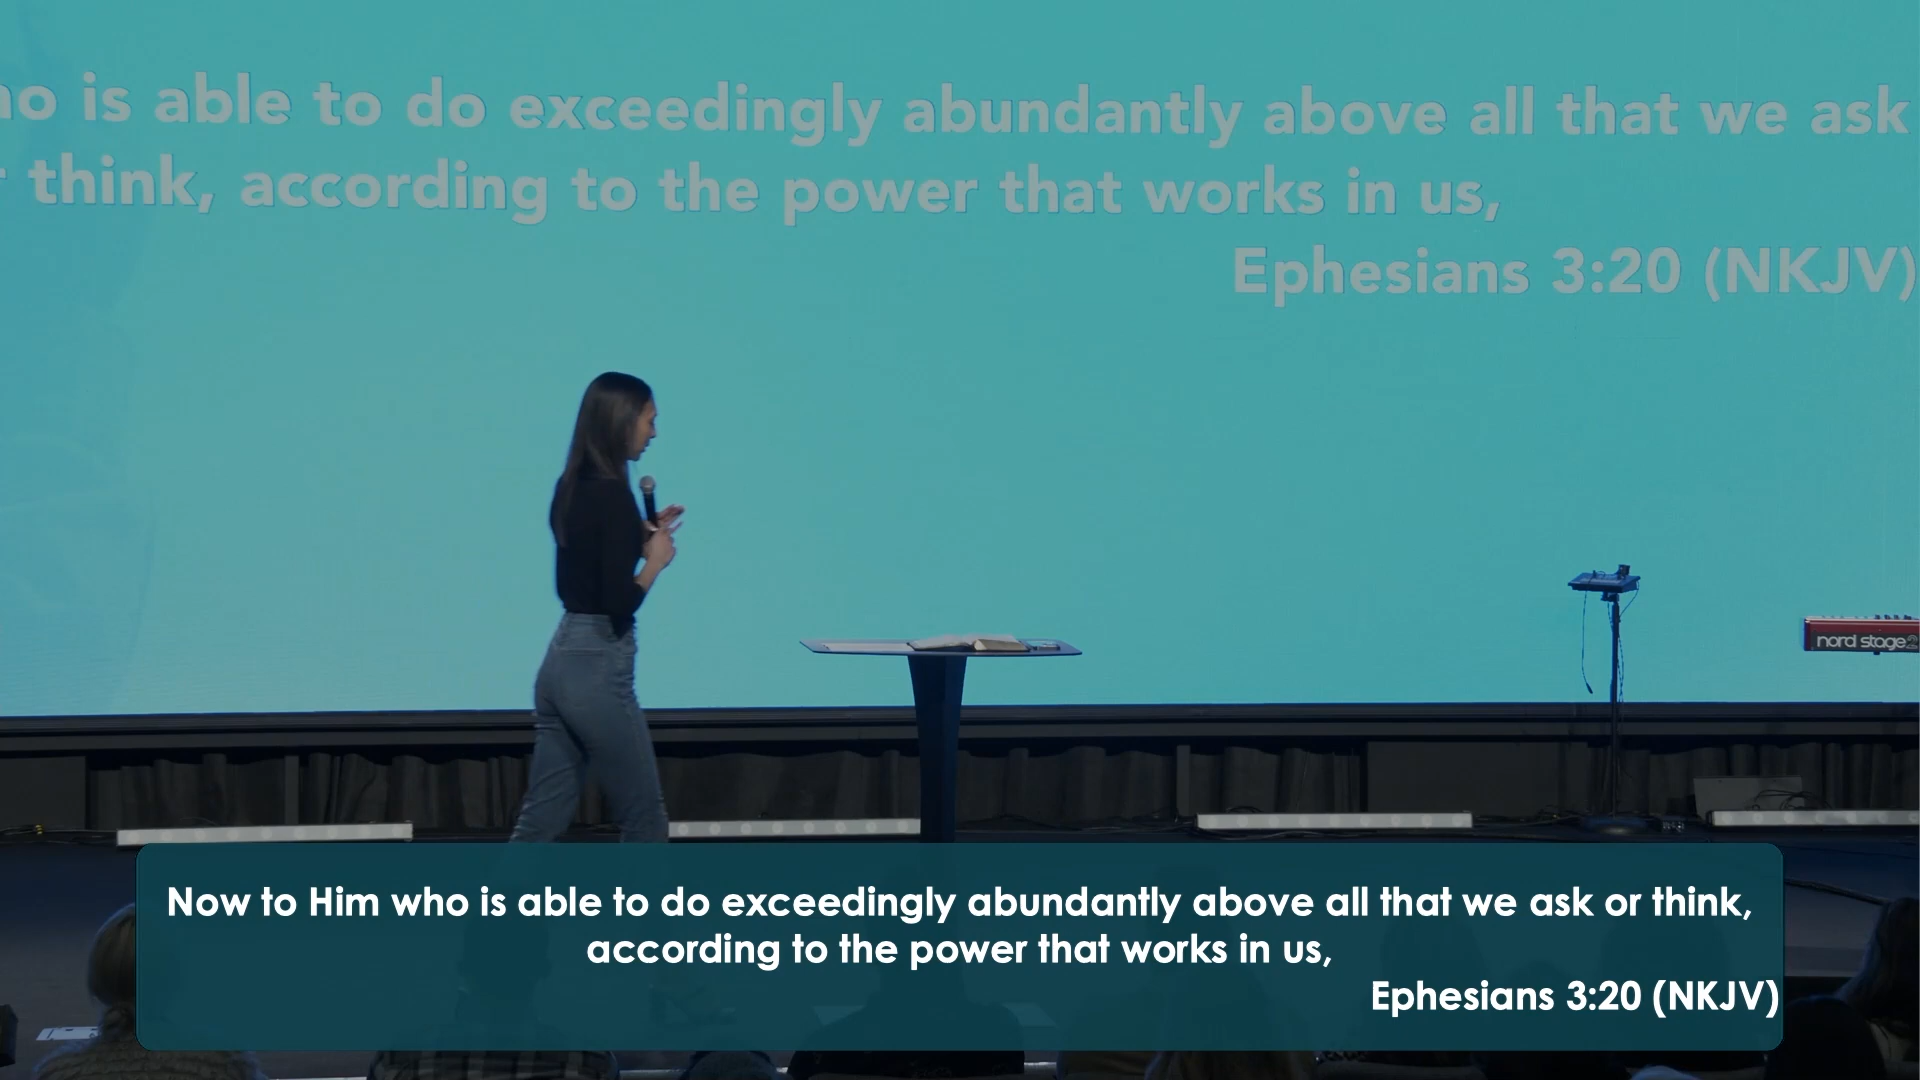 ho is able to do exceedingly abundantly above all that we ask
r think, according to the power that works in us,
Ephesians 3:20 (NKJV)
nord stage2
Now to Him who is able to do exceedingly abundantly above all that we ask or think,
according to the power that works in us,
Ephesians 3:20 (NKJV)